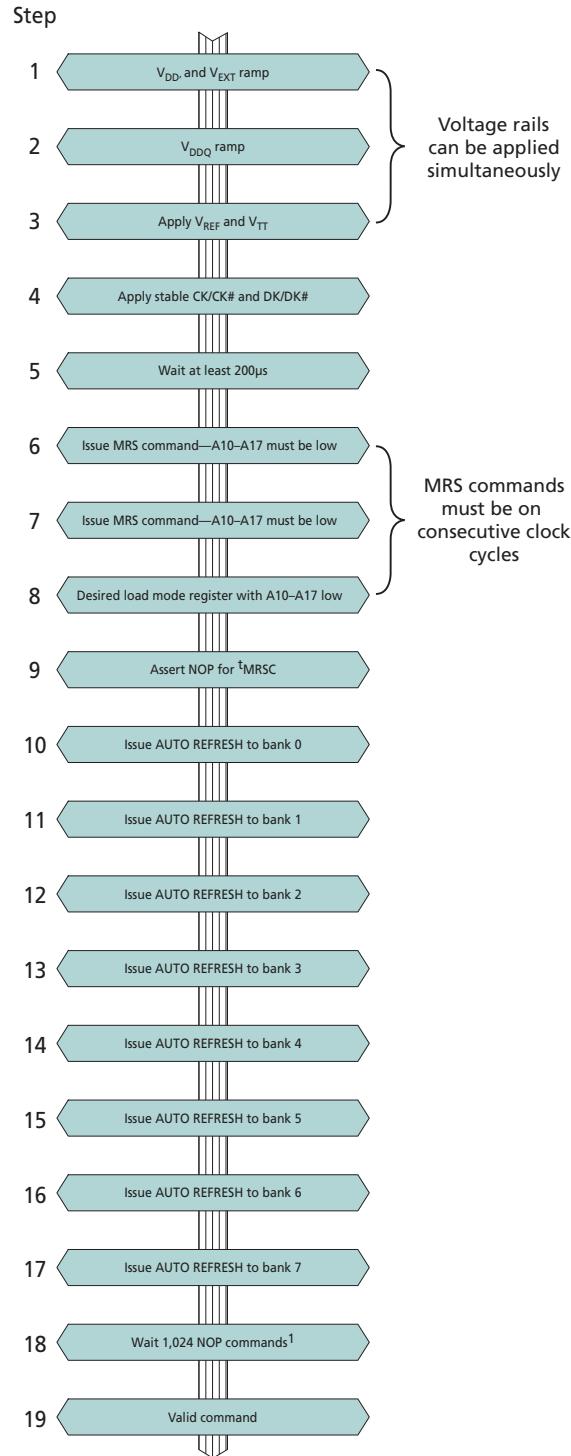 Step
1 V_DD, and V_EXT ramp
2 V_DDQ ramp
3 Apply V_REF and V_TT
Voltage rails
can be applied
simultaneously
4 Apply stable CK/CK# and DK/DK#
5 Wait at least 200µs
6 Issue MRS command—A10–A17 must be low
7 Issue MRS command—A10–A17 must be low
8 Desired load mode register with A10–A17 low
MRS commands
must be on
consecutive clock
cycles
9 Assert NOP for ᵗMRSC
10 Issue AUTO REFRESH to bank 0
11 Issue AUTO REFRESH to bank 1
12 Issue AUTO REFRESH to bank 2
13 Issue AUTO REFRESH to bank 3
14 Issue AUTO REFRESH to bank 4
15 Issue AUTO REFRESH to bank 5
16 Issue AUTO REFRESH to bank 6
17 Issue AUTO REFRESH to bank 7
18 Wait 1,024 NOP commands¹
19 Valid command